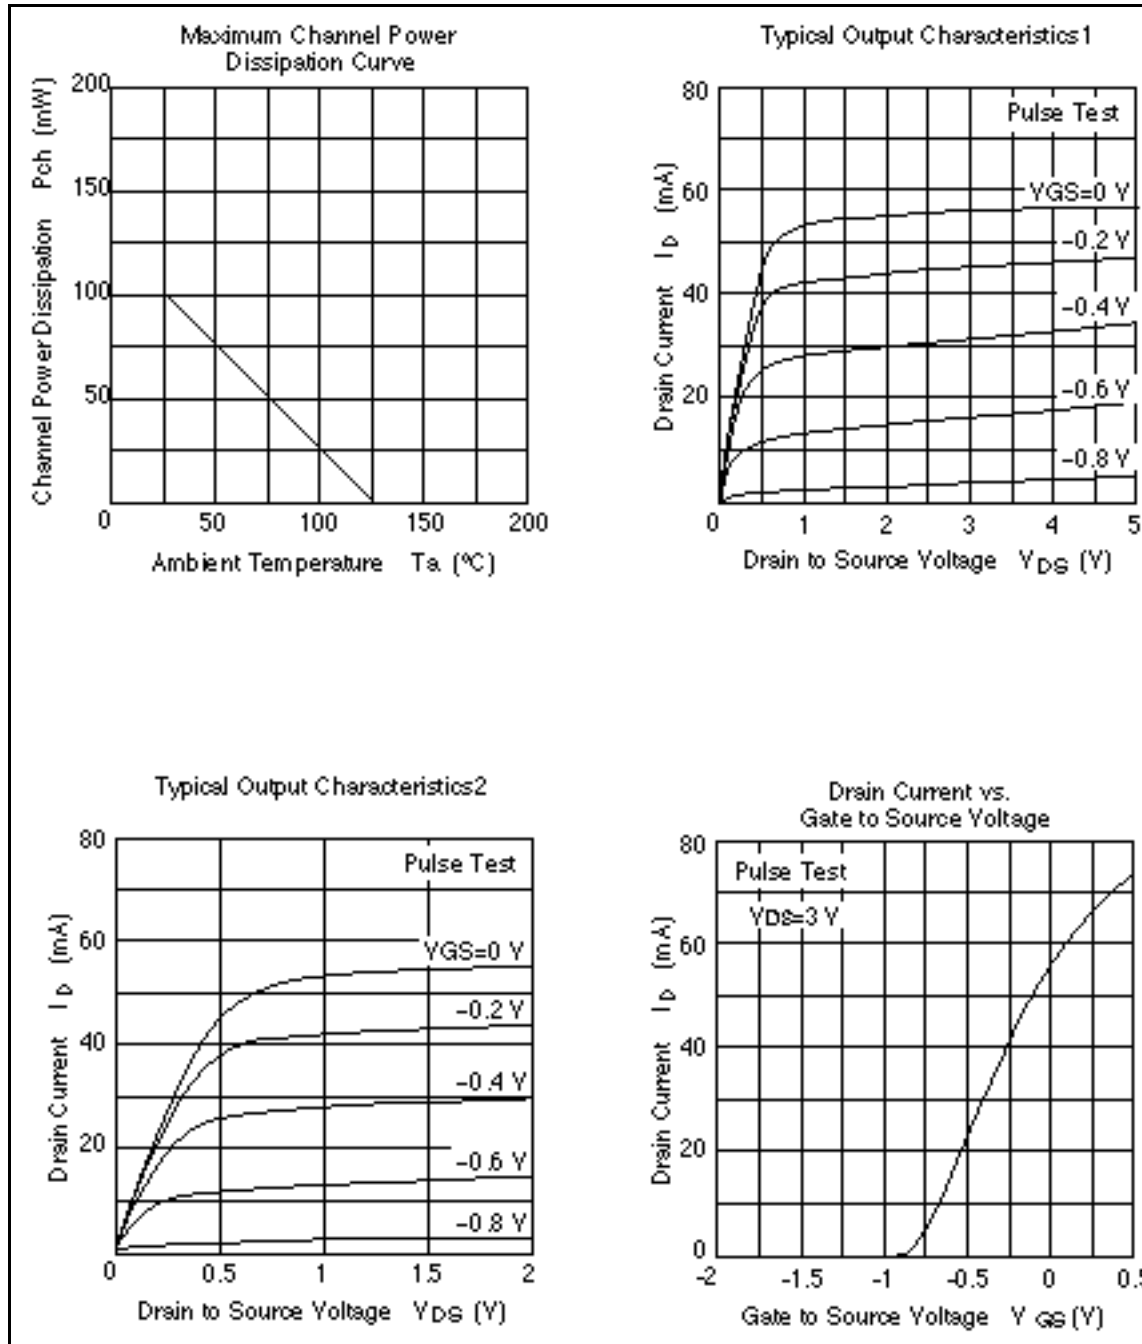 Maximum Channel Power
Dissipation Curve
Channel Power Dissipation Pch (mW)
200
150
100
50
0 50 100 150 200
Ambient Temperature Ta (ºC)
Typical Output Characteristics1
Drain Current ID (mA)
80
60
40
20
Pulse Test
VGS=0 V
−0.2 V
−0.4 V
−0.6 V
−0.8 V
0 1 2 3 4 5
Drain to Source Voltage VDS (V)
Typical Output Characteristics2
Drain Current ID (mA)
80
60
40
20
Pulse Test
VGS=0 V
−0.2 V
−0.4 V
−0.6 V
−0.8 V
0 0.5 1 1.5 2
Drain to Source Voltage VDS (V)
Drain Current vs.
Gate to Source Voltage
Drain Current ID (mA)
80
60
40
20
0
Pulse Test
VDS=3 V
-2 -1.5 -1 -0.5 0 0.5
Gate to Source Voltage VGS (V)